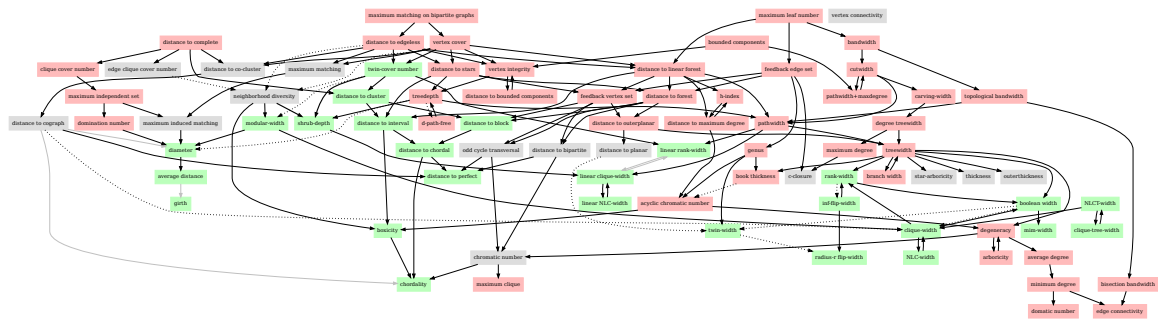 maximum matching on bipartite graphs
maximum leaf number
vertex connectivity
distance to edgeless
vertex cover
bounded components
bandwidth
distance to complete
clique cover number
edge clique cover number
distance to co-cluster
maximum matching
twin-cover number
distance to stars
vertex integrity
distance to linear forest
feedback edge set
cutwidth
maximum independent set
neighborhood diversity
distance to cluster
treedepth
distance to bounded components
feedback vertex set
distance to forest
h-index
pathwidth+maxdegree
carving-width
topological bandwidth
distance to cograph
domination number
maximum induced matching
modular-width
shrub-depth
distance to interval
d-path-free
distance to block
distance to outerplanar
distance to maximum degree
pathwidth
degree treewidth
diameter
distance to chordal
odd cycle transversal
distance to bipartite
distance to planar
linear rank-width
genus
maximum degree
treewidth
average distance
distance to perfect
linear clique-width
book thickness
c-closure
rank-width
branch width
star-arboricity
thickness
outerthickness
girth
linear NLC-width
acyclic chromatic number
inf-flip-width
boolean width
NLCT-width
boxicity
twin-width
clique-width
degeneracy
mim-width
clique-tree-width
chromatic number
radius-r flip-width
NLC-width
arboricity
average degree
chordality
maximum clique
minimum degree
bisection bandwidth
domatic number
edge connectivity